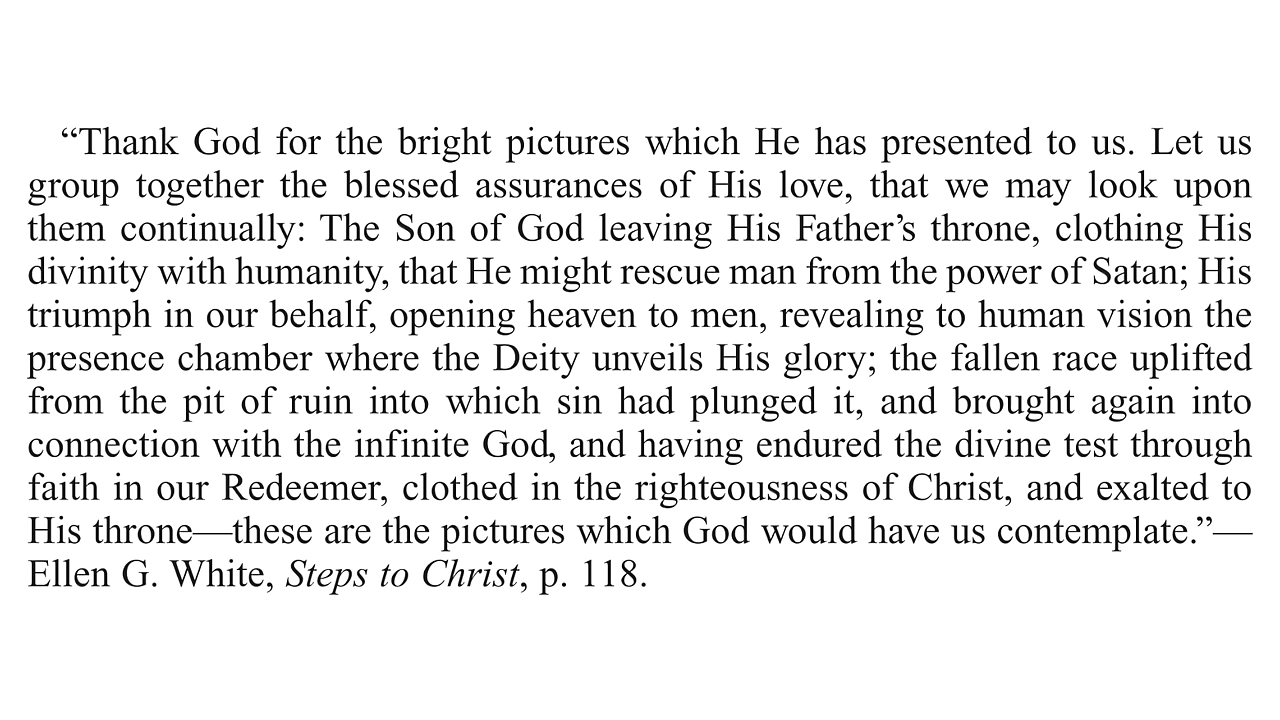 “Thank God for the bright pictures which He has presented to us. Let us
group together the blessed assurances of His love, that we may look upon
them continually: The Son of God leaving His Father’s throne, clothing His
divinity with humanity, that He might rescue man from the power of Satan; His
triumph in our behalf, opening heaven to men, revealing to human vision the
presence chamber where the Deity unveils His glory; the fallen race uplifted
from the pit of ruin into which sin had plunged it, and brought again into
connection with the infinite God, and having endured the divine test through
faith in our Redeemer, clothed in the righteousness of Christ, and exalted to
His throne—these are the pictures which God would have us contemplate.”—
Ellen G. White, Steps to Christ, p. 118.